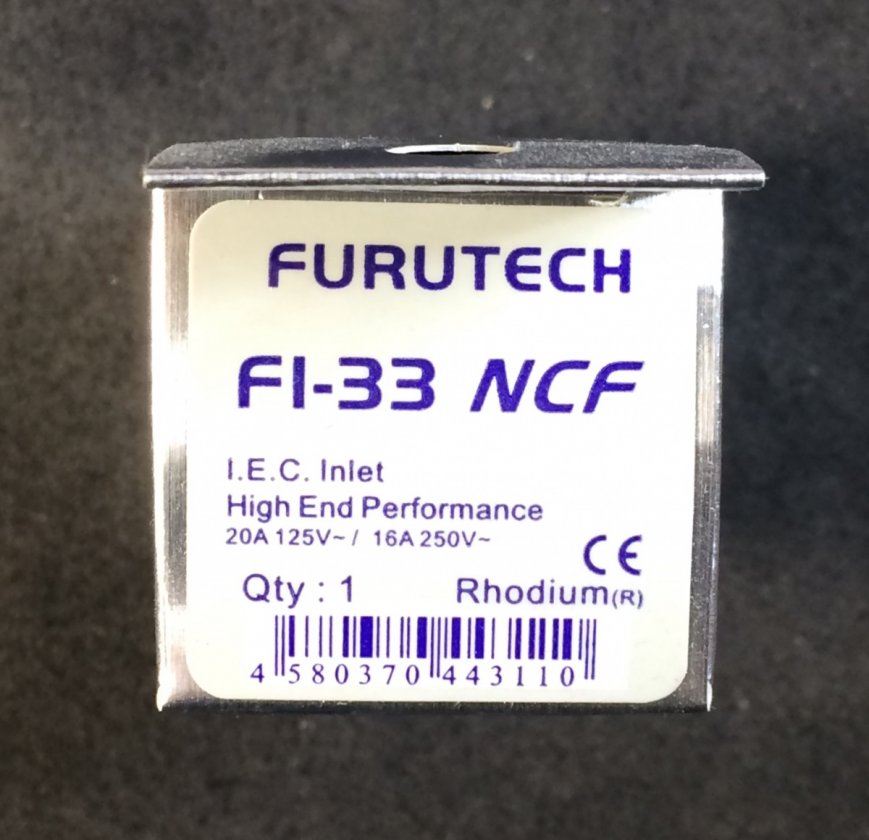 FURUTECH
FI-33 NCF
I.E.C. Inlet
High End Performance
20A 125V~ / 16A 250V~
CE
Qty : 1 Rhodium(R)
4 580370 443110